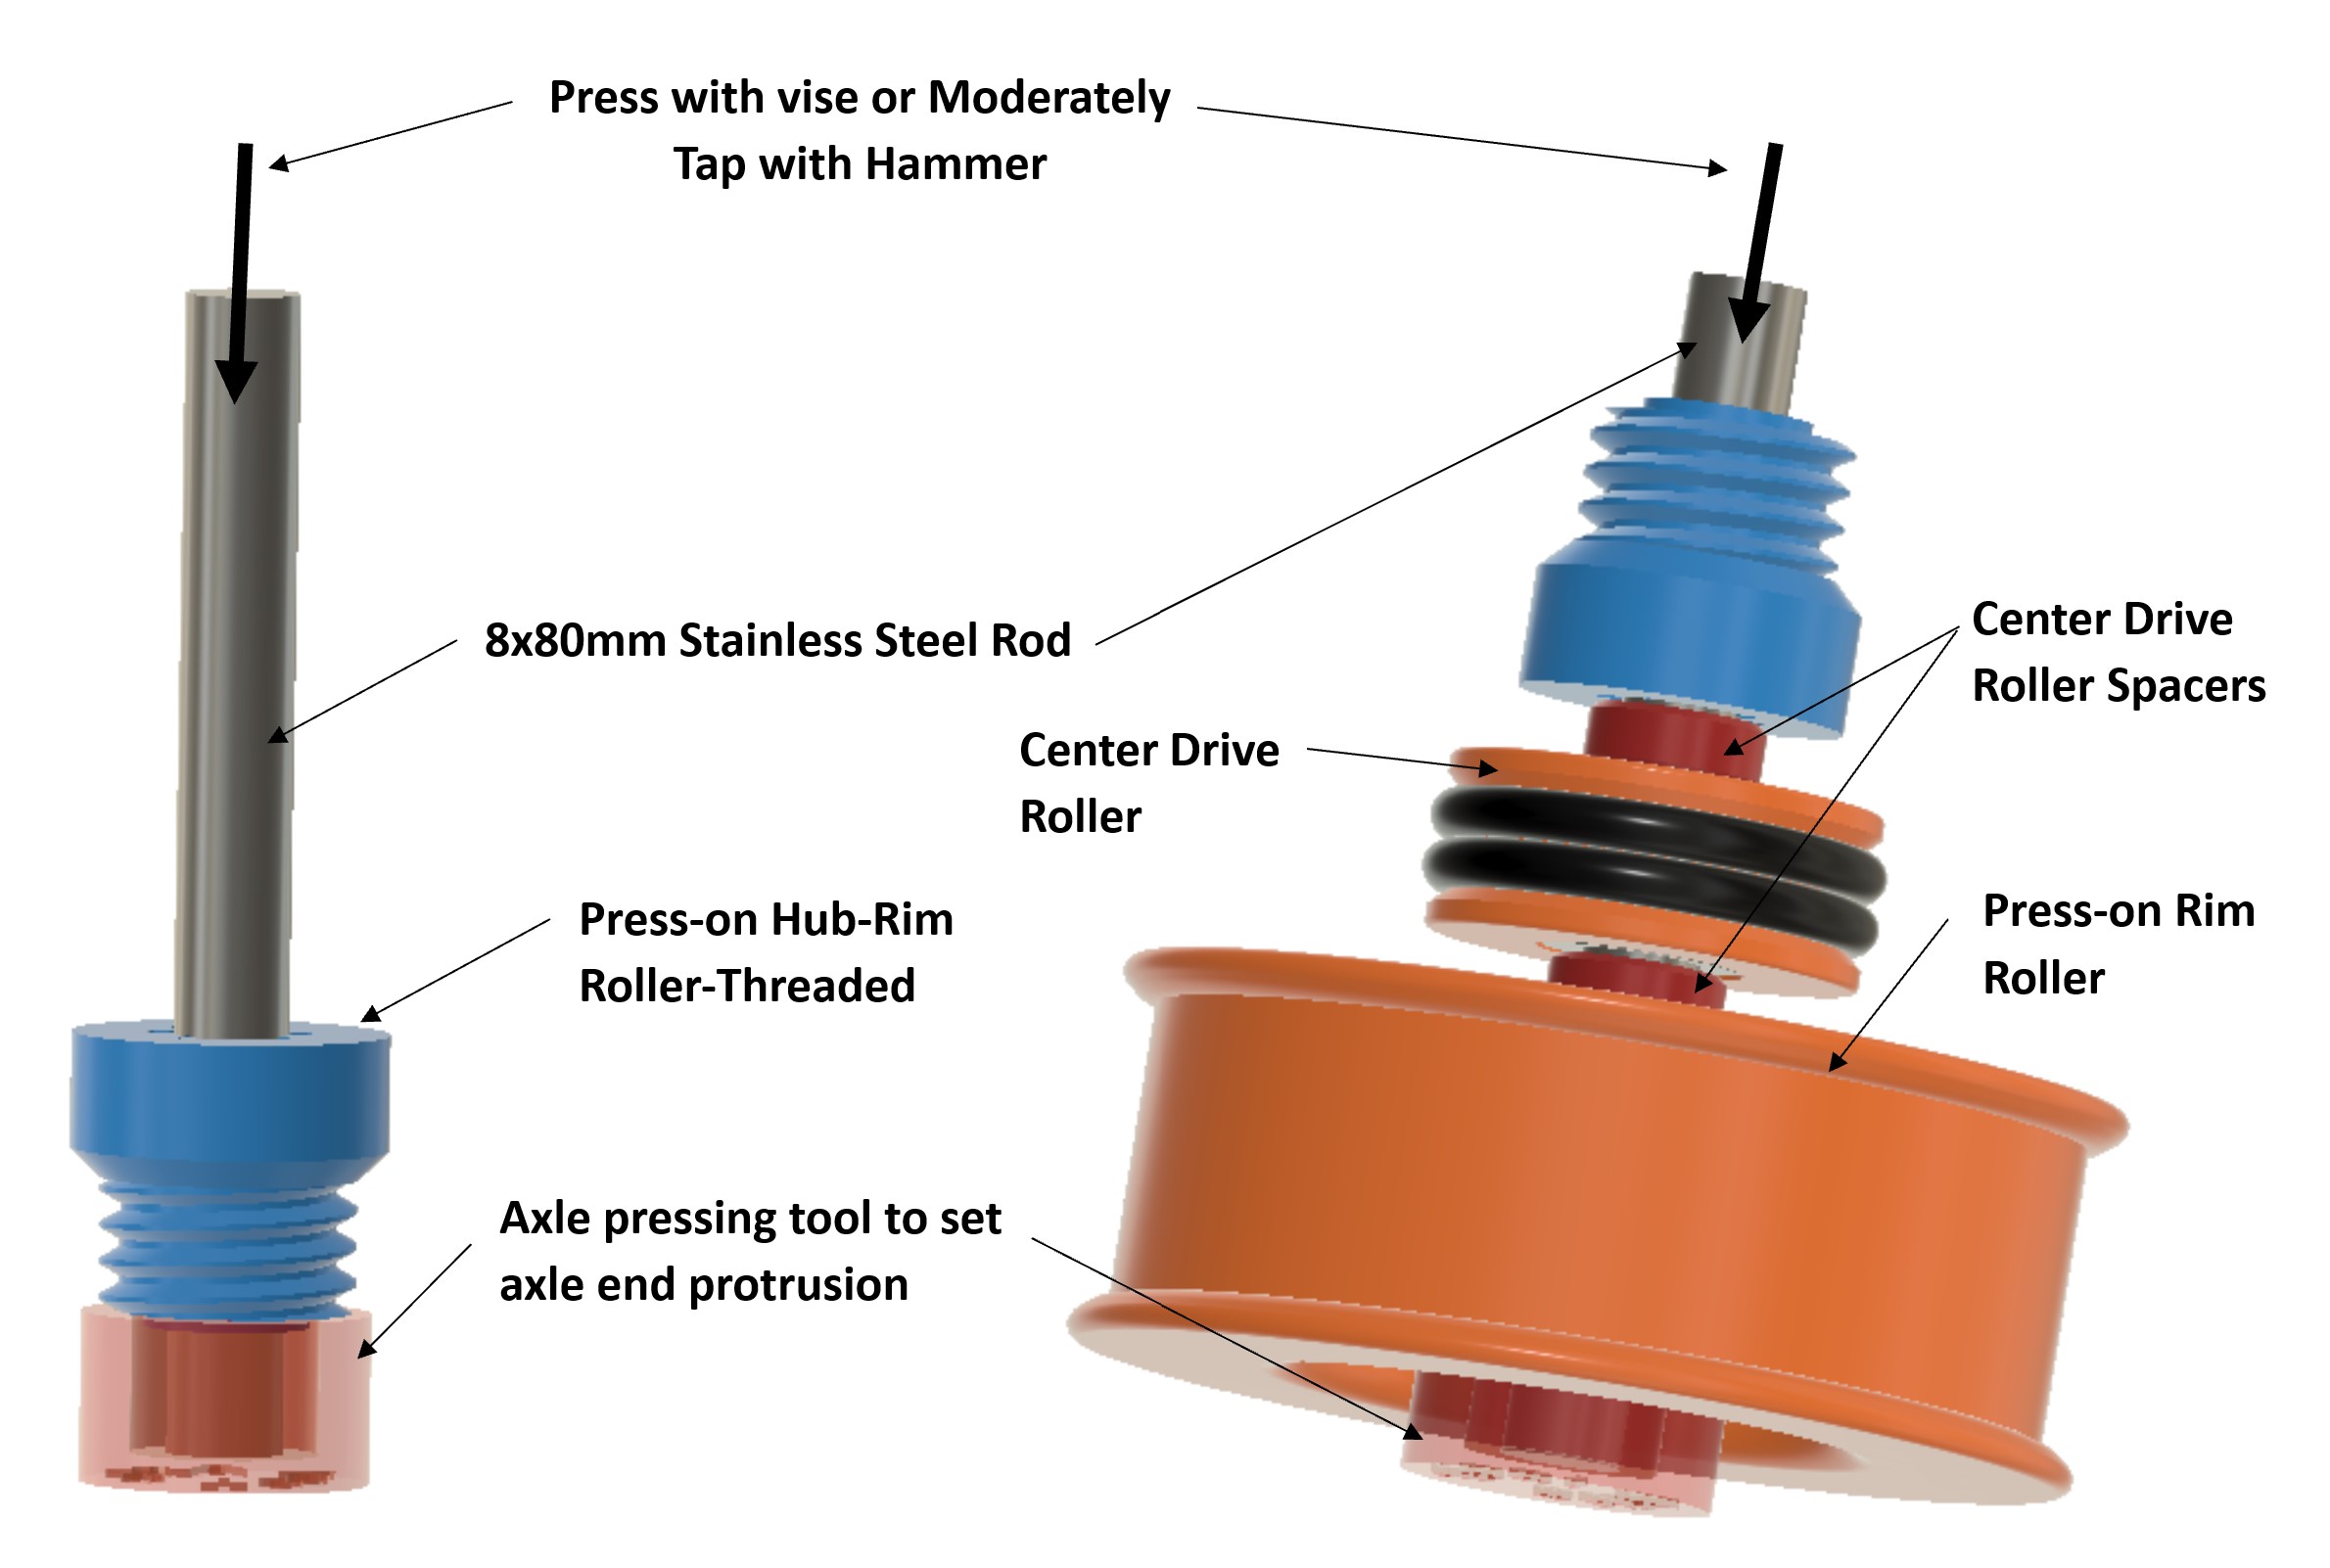 Press with vise or Moderately
Tap with Hammer
8x80mm Stainless Steel Rod
Center Drive
Roller Spacers
Center Drive
Roller
Press-on Hub-Rim
Roller-Threaded
Press-on Rim
Roller
Axle pressing tool to set
axle end protrusion